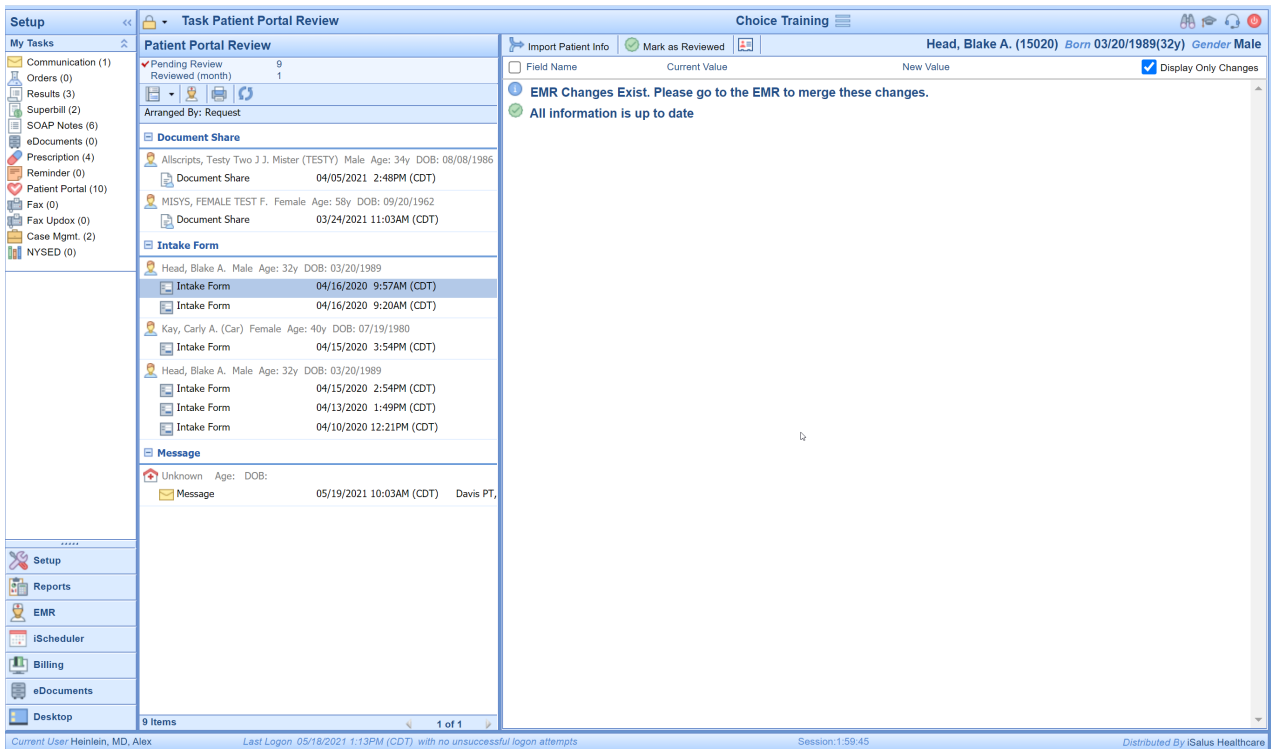 Setup
Task Patient Portal Review
Choice Training
My Tasks
Communication (1)
Orders (0)
Results (3)
Superbill (2)
SOAP Notes (6)
eDocuments (0)
Prescription (4)
Reminder (0)
Patient Portal (10)
Fax (0)
Fax Updox (0)
Case Mgmt. (2)
NYSED (0)
Setup
Reports
EMR
iScheduler
Billing
eDocuments
Desktop
Patient Portal Review
Pending Review 9
Reviewed (month) 1
Arranged By: Request
Document Share
Allscripts, Testy Two J J. Mister (TESTY) Male Age: 34y DOB: 08/08/1986
Document Share 04/05/2021 2:48PM (CDT)
MISYS, FEMALE TEST F. Female Age: 58y DOB: 09/20/1962
Document Share 03/24/2021 11:03AM (CDT)
Intake Form
Head, Blake A. Male Age: 32y DOB: 03/20/1989
Intake Form 04/16/2020 9:57AM (CDT)
Intake Form 04/16/2020 9:20AM (CDT)
Kay, Carly A. (Car) Female Age: 40y DOB: 07/19/1980
Intake Form 04/15/2020 3:54PM (CDT)
Head, Blake A. Male Age: 32y DOB: 03/20/1989
Intake Form 04/15/2020 2:54PM (CDT)
Intake Form 04/13/2020 1:49PM (CDT)
Intake Form 04/10/2020 12:21PM (CDT)
Message
Unknown Age: DOB:
Message 05/19/2021 10:03AM (CDT) Davis PT,
9 Items 1 of 1
Import Patient Info Mark as Reviewed Head, Blake A. (15020) Born 03/20/1989(32y) Gender Male
Field Name Current Value New Value Display Only Changes
EMR Changes Exist. Please go to the EMR to merge these changes.
All information is up to date
Current User Heinlein, MD, Alex Last Logon 05/18/2021 1:13PM (CDT) with no unsuccessful logon attempts Session:1:59:45 Distributed By iSalus Healthcare